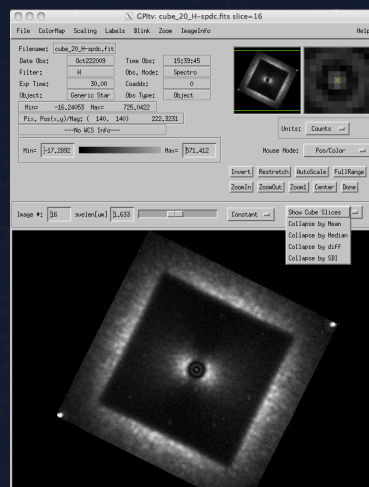 GPItv: cube_20_H-spdc.fits slice=16
File ColorMap Scaling Labels Blink Zoom ImageInfo Help
Filename: cube_20_H-spdc.fit
Date Obs: Oct222009 Time Obs: 15:39:45
Filter: H Obs. Mode: Spectro
Exp Time: 30.00 Coadds: 0
Object: Generic Star Obs Type: Object
Min= -16.24053 Max= 725.0422
Pix. Pos(x,y)/Mag: ( 140, 140) 222.3231
---No WCS Info---
Units: Counts
Min= -17.2992 Max= 571.412
Mouse Mode: Pos/Color
Invert Restretch AutoScale FullRange
ZoomIn ZoomOut Zoom1 Center Done
Image #: 16 wvelen[um] 1.633 Constant Show Cube Slices
Collapse by Mean
Collapse by Median
Collapse by diff
Collapse by SDI